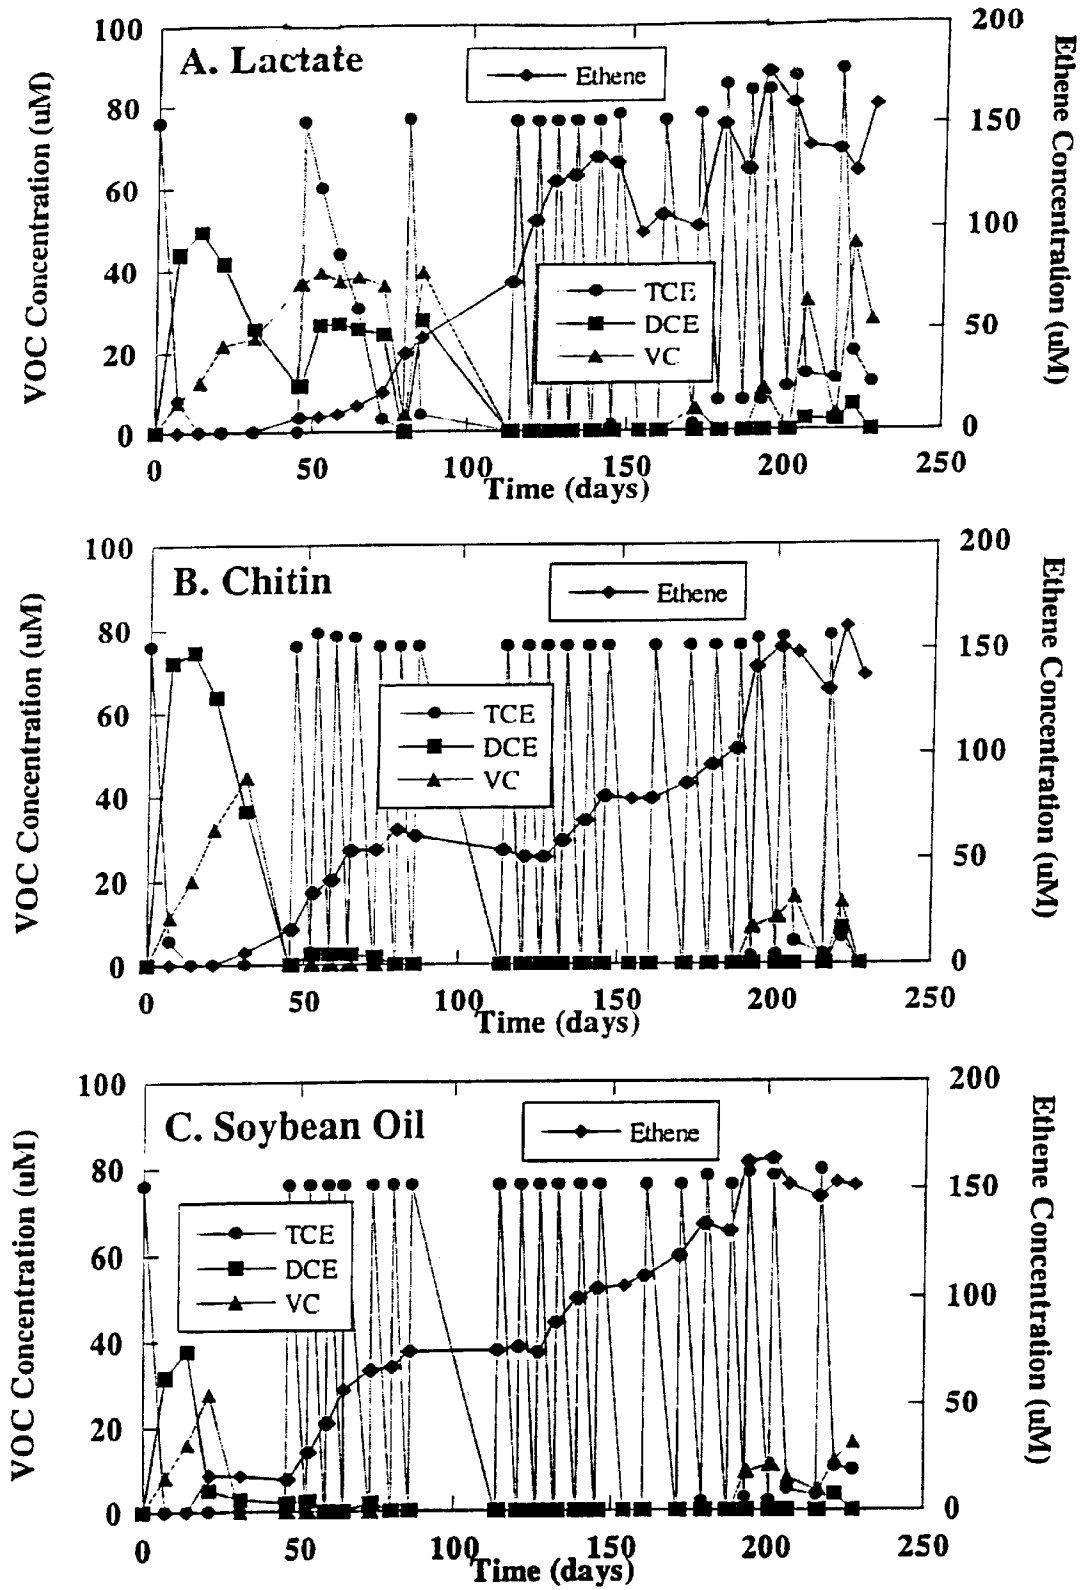 A. Lactate
Ethene
TCE
DCE
VC
VOC Concentration (uM)
100
80
60
40
20
0
Ethene Concentration (uM)
200
150
100
50
0
0
50
100
150
200
250
Time (days)
B. Chitin
Ethene
TCE
DCE
VC
VOC Concentration (uM)
100
80
60
40
20
0
Ethene Concentration (uM)
200
150
100
50
0
0
50
100
150
200
250
Time (days)
C. Soybean Oil
Ethene
TCE
DCE
VC
VOC Concentration (uM)
100
80
60
40
20
0
Ethene Concentration (uM)
200
150
100
50
0
0
50
100
150
200
250
Time (days)